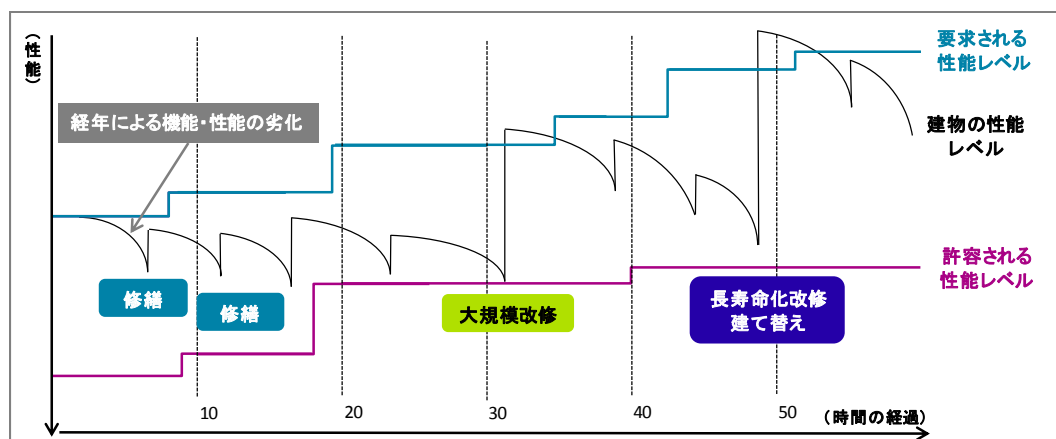 （性能）
経年による機能・性能の劣化
要求される
性能レベル
建物の性能
レベル
許容される
性能レベル
修繕
修繕
大規模改修
長寿命化改修
建て替え
10
20
30
40
50
（時間の経過）